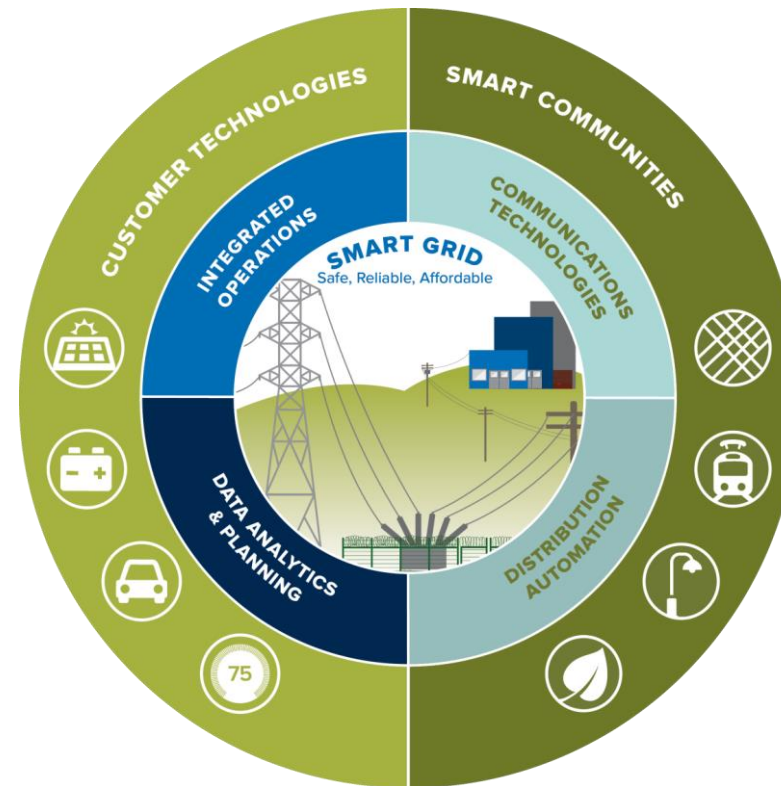 CUSTOMER TECHNOLOGIES
SMART COMMUNITIES
INTEGRATED
OPERATIONS
COMMUNICATIONS
TECHNOLOGIES
SMART GRID
Safe, Reliable, Affordable
DATA ANALYTICS
& PLANNING
DISTRIBUTION
AUTOMATION
- +
75